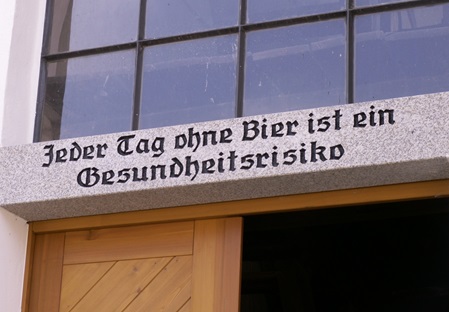 Jeder Tag ohne Bier ist ein
Gesundheitsrisiko